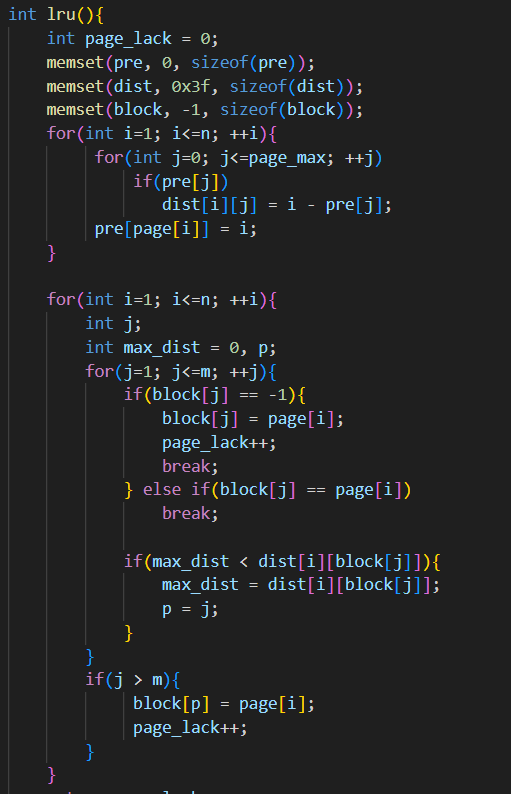 int lru(){
    int page_lack = 0;
    memset(pre, 0, sizeof(pre));
    memset(dist, 0x3f, sizeof(dist));
    memset(block, -1, sizeof(block));
    for(int i=1; i<=n; ++i){
         for(int j=0; j<=page_max; ++j)
             if(pre[j])
                dist[i][j] = i - pre[j];
         pre[page[i]] = i;
    }

    for(int i=1; i<=n; ++i){
        int j;
        int max_dist = 0, p;
        for(j=1; j<=m; ++j){
            if(block[j] == -1){
                block[j] = page[i];
                page_lack++;
                break;
            } else if(block[j] == page[i])
                break;

            if(max_dist < dist[i][block[j]]){
                max_dist = dist[i][block[j]];
                p = j;
            }
        }
        if(j > m){
             block[p] = page[i];
             page_lack++;
        }
    }